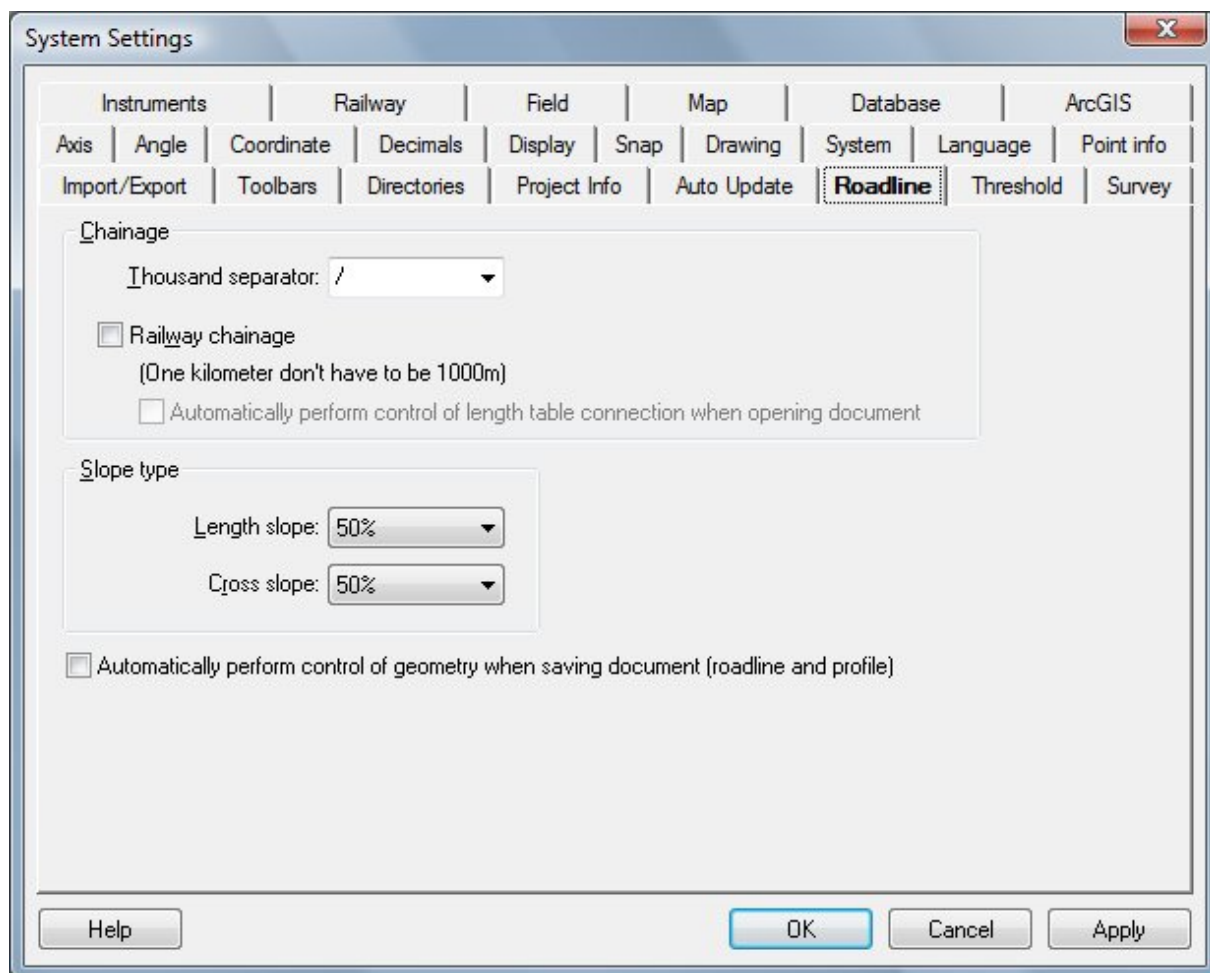 System Settings
Instruments Railway Field Map Database ArcGIS
Axis Angle Coordinate Decimals Display Snap Drawing System Language Point info
Import/Export Toolbars Directories Project Info Auto Update Roadline Threshold Survey
Chainage
Thousand separator: /
Railway chainage
(One kilometer don't have to be 1000m)
Automatically perform control of length table connection when opening document
Slope type
Length slope: 50%
Cross slope: 50%
Automatically perform control of geometry when saving document (roadline and profile)
Help OK Cancel Apply